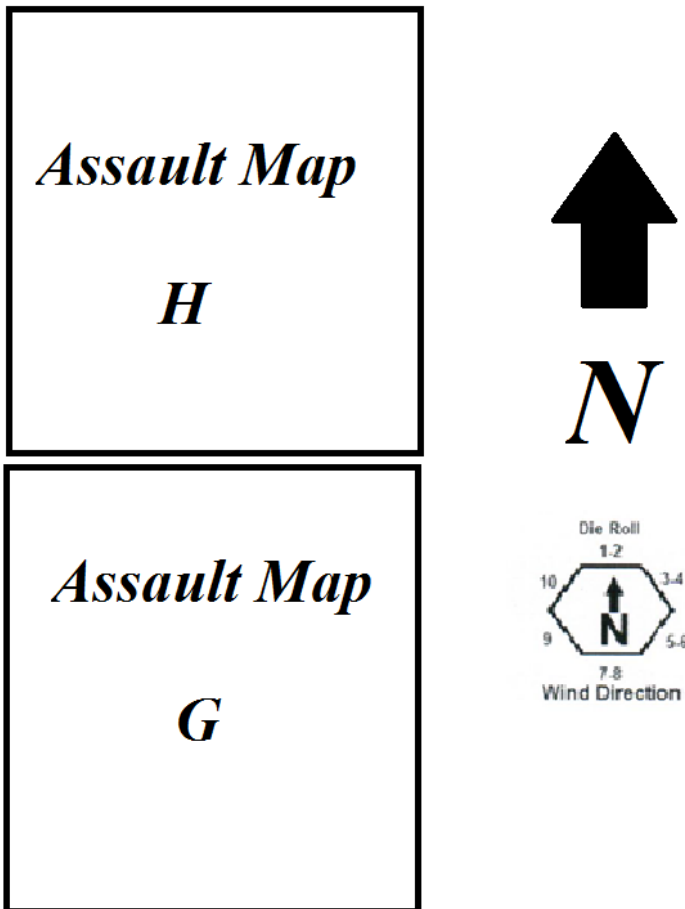 Assault Map
H
N
Assault Map
G
Die Roll
1-2
10
3-4
N
9
5-6
7-8
Wind Direction